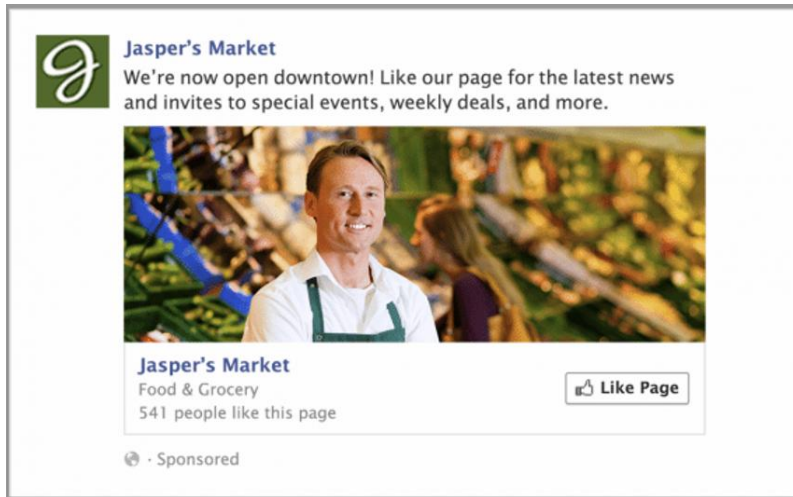 Jasper's Market
We're now open downtown! Like our page for the latest news
and invites to special events, weekly deals, and more.
Jasper's Market
Food & Grocery
541 people like this page
Like Page
· Sponsored